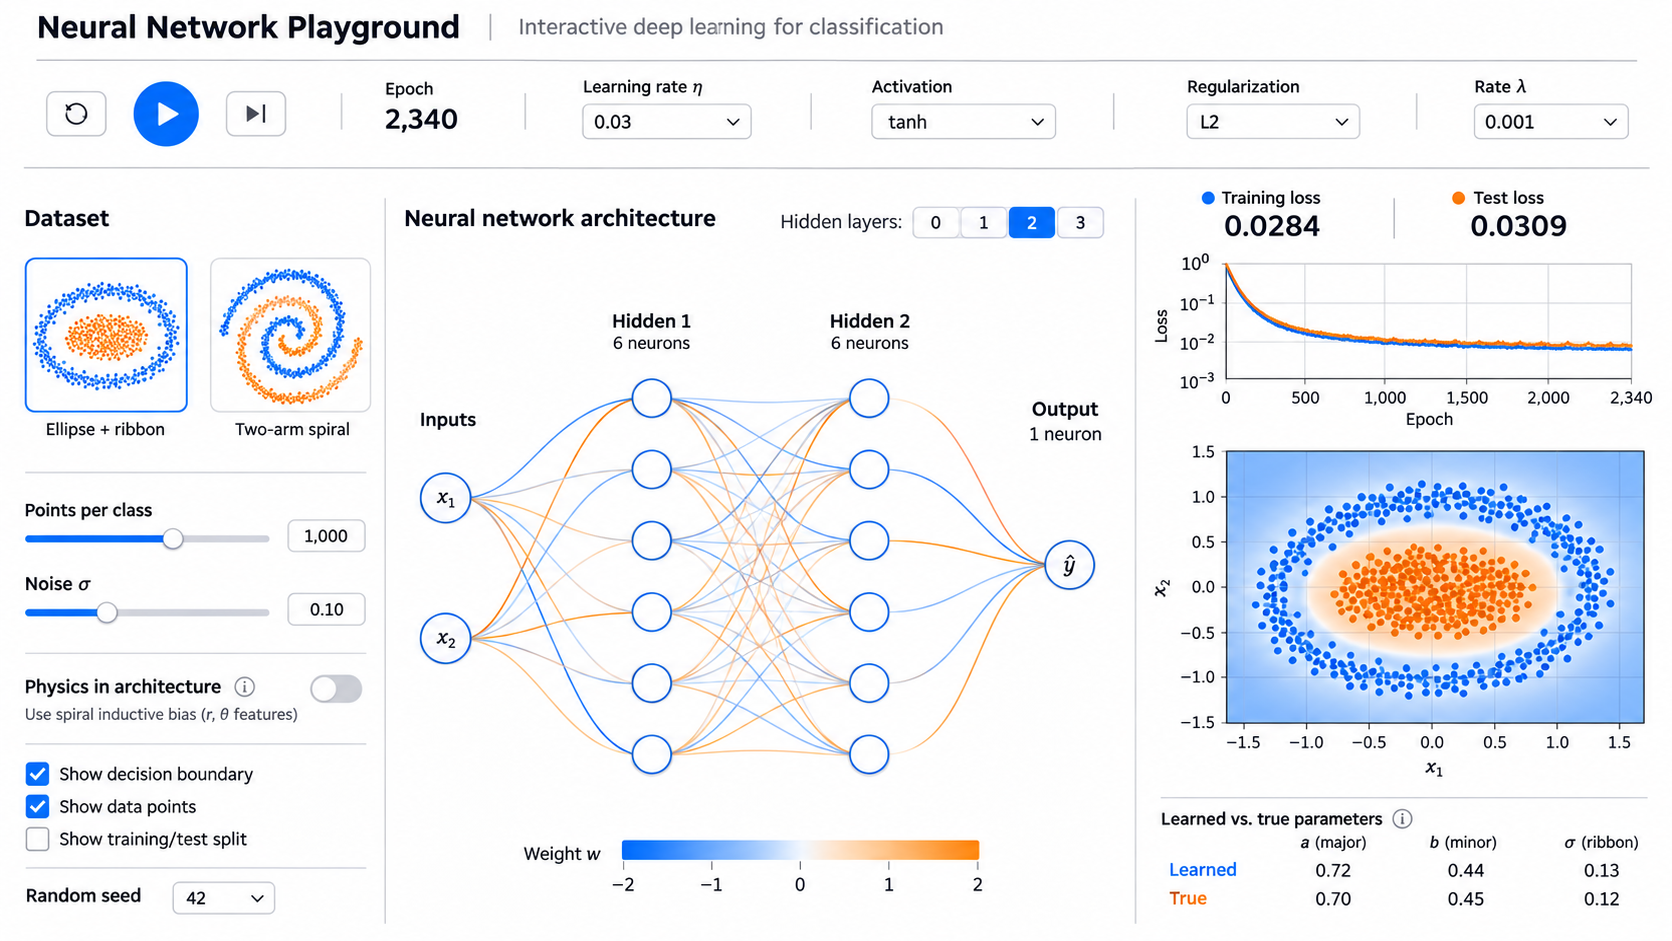 Neural Network Playground
Interactive deep learning for classification
Epoch
2,340
Learning rate η
0.03
Activation
tanh
Regularization
L2
Rate λ
0.001
Dataset
Ellipse + ribbon
Two-arm spiral
Points per class
1,000
Noise σ
0.10
Physics in architecture
i
Use spiral inductive bias (r, θ features)
Show decision boundary
Show data points
Show training/test split
Random seed
42
Neural network architecture
Hidden layers:
0
1
2
3
Hidden 1
6 neurons
Hidden 2
6 neurons
Inputs
x₁
x₂
Output
1 neuron
ŷ
Weight w
−2
−1
0
1
2
Training loss
0.0284
Test loss
0.0309
Loss
10⁰
10⁻¹
10⁻²
10⁻³
0
500
1,000
1,500
2,000
2,340
Epoch
x₂
1.5
1.0
0.5
0.0
−0.5
−1.0
−1.5
−1.5
−1.0
−0.5
0.0
0.5
1.0
1.5
x₁
Learned vs. true parameters
i
a (major) b (minor) σ (ribbon)
Learned 0.72 0.44 0.13
True 0.70 0.45 0.12